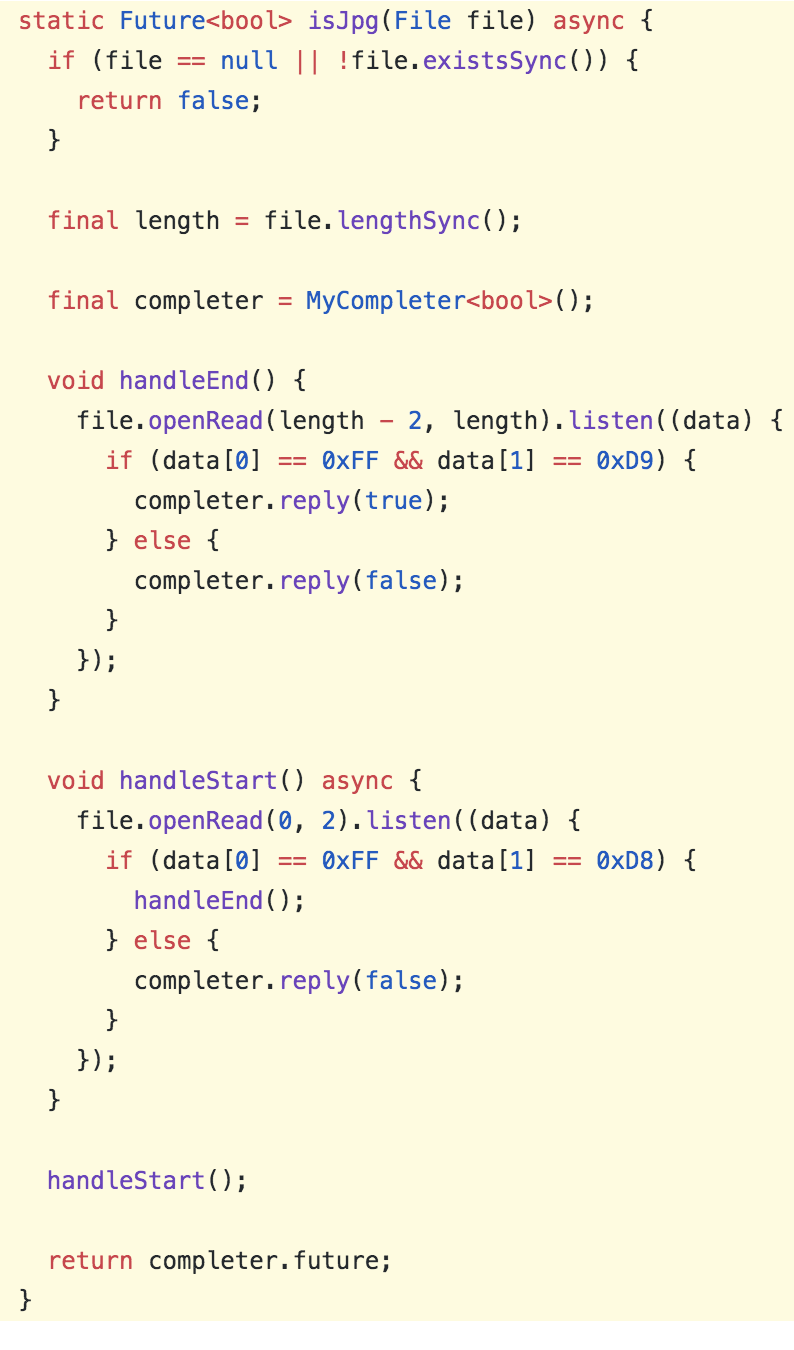 static Future<bool> isJpg(File file) async {
  if (file == null || !file.existsSync()) {
    return false;
  }

  final length = file.lengthSync();

  final completer = MyCompleter<bool>();

  void handleEnd() {
    file.openRead(length - 2, length).listen((data) {
      if (data[0] == 0xFF && data[1] == 0xD9) {
        completer.reply(true);
      } else {
        completer.reply(false);
      }
    });
  }

  void handleStart() async {
    file.openRead(0, 2).listen((data) {
      if (data[0] == 0xFF && data[1] == 0xD8) {
        handleEnd();
      } else {
        completer.reply(false);
      }
    });
  }

  handleStart();

  return completer.future;
}